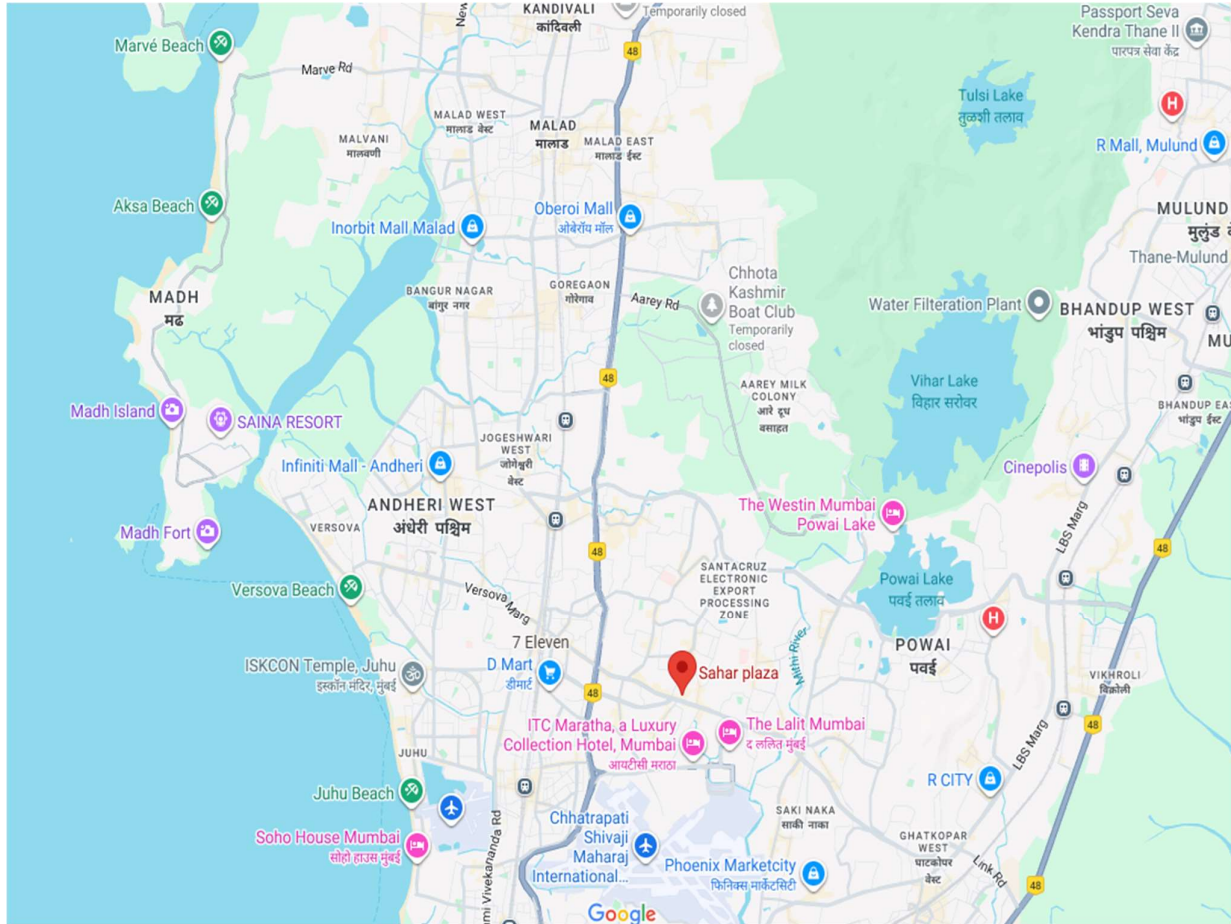 KANDIVALI
कांदिवली
Temporarily closed
48
Passport Seva
Kendra Thane II
पारपत्र सेवा केंद्र
Marvé Beach
Marve Rd
MALAD WEST
मालाड वेस्ट
MALAD
मालाड
MALAD EAST
मालाड ईस्ट
MALVANI
मालवणी
Tulsi Lake
तुळशी तलाव
H
R Mall, Mulund
Aksa Beach
Inorbit Mall Malad
Oberoi Mall
ओबेरॉय मॉल
MULUND
मुलुंड
Thane-Mulund
MADH
मढ
BANGUR NAGAR
बांगुर नगर
GOREGAON
गोरेगाव
Aarey Rd
Chhota
Kashmir
Boat Club
Temporarily
closed
Water Filteration Plant
BHANDUP WEST
भांडुप पश्चिम
MU
48
Vihar Lake
विहार सरोवर
AAREY MILK
COLONY
आरे दूध
वसाहत
BHANDUP EAS
भांडुप ईस्ट
Madh Island
SAINA RESORT
JOGESHWARI
WEST
जोगेश्वरी
वेस्ट
Infiniti Mall - Andheri
Cinepolis
ANDHERI WEST
अंधेरी पश्चिम
The Westin Mumbai
Powai Lake
VERSOVA
Madh Fort
LBS Marg
48
48
SANTACRUZ
ELECTRONIC
EXPORT
PROCESSING
ZONE
Powai Lake
पवई तलाव
Versova Beach
Versova Marg
H
7 Eleven
D Mart
डीमार्ट
Mithi River
POWAI
पवई
ISKCON Temple, Juhu
इस्कॉन मंदिर, मुंबई
Sahar plaza
VIKHROLI
विक्रोली
48
48
ITC Maratha, a Luxury
Collection Hotel, Mumbai
आयटीसी मराठा
The Lalit Mumbai
द ललित मुंबई
LBS Marg
JUHU
R CITY
Juhu Beach
Chhatrapati
Shivaji
Maharaj
International...
SAKI NAKA
साकी नाका
Soho House Mumbai
सोहो हाउस मुंबई
GHATKOPAR
WEST
घाटकोपर
वेस्ट
Phoenix Marketcity
फिनिक्स मार्केटसिटी
Link Rd
48
mi Vivekananda Rd
Google